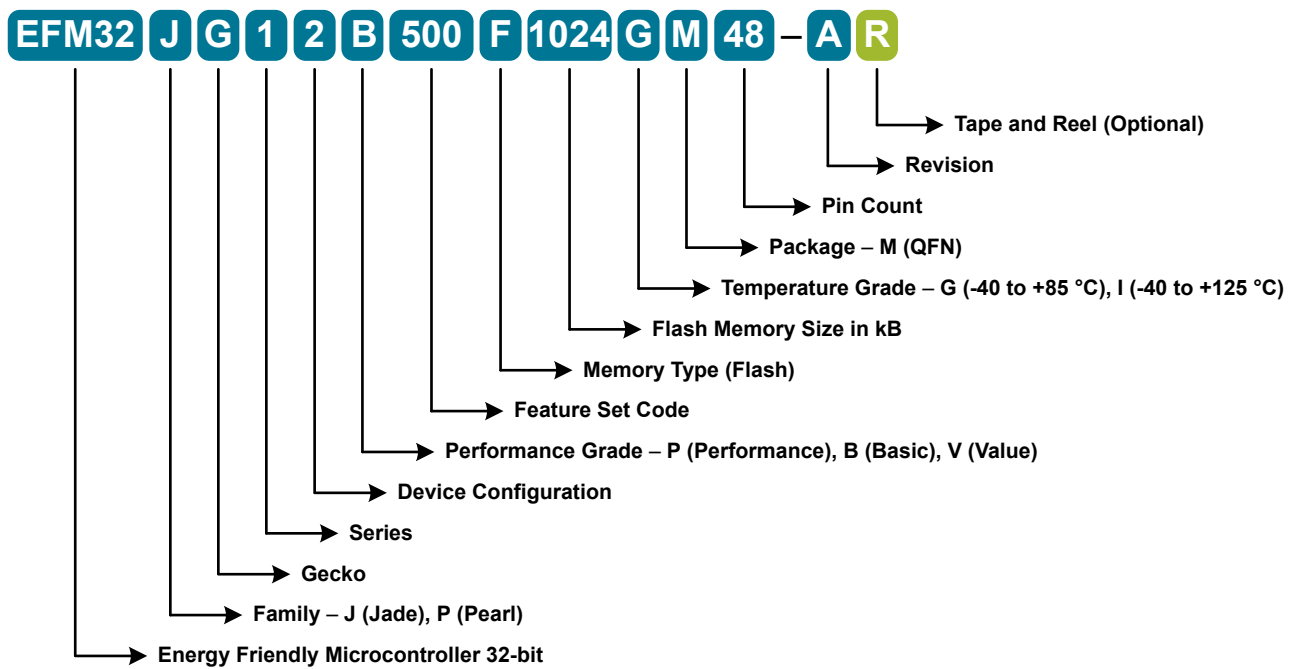 EFM32 J G 1 2 B 500 F 1024 G M 48 – A R
Tape and Reel (Optional)
Revision
Pin Count
Package – M (QFN)
Temperature Grade – G (-40 to +85 °C), I (-40 to +125 °C)
Flash Memory Size in kB
Memory Type (Flash)
Feature Set Code
Performance Grade – P (Performance), B (Basic), V (Value)
Device Configuration
Series
Gecko
Family – J (Jade), P (Pearl)
Energy Friendly Microcontroller 32-bit